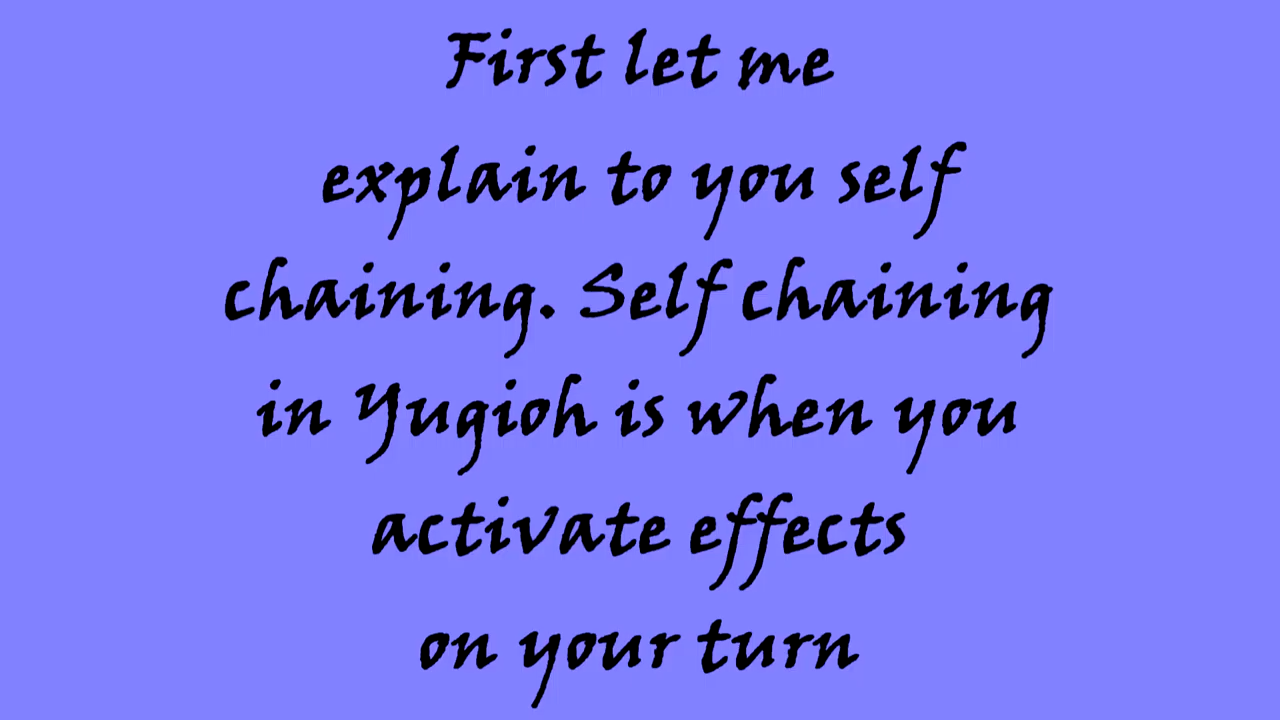 First let me
explain to you self
chaining. Self chaining
in Yugioh is when you
activate effects
on your turn